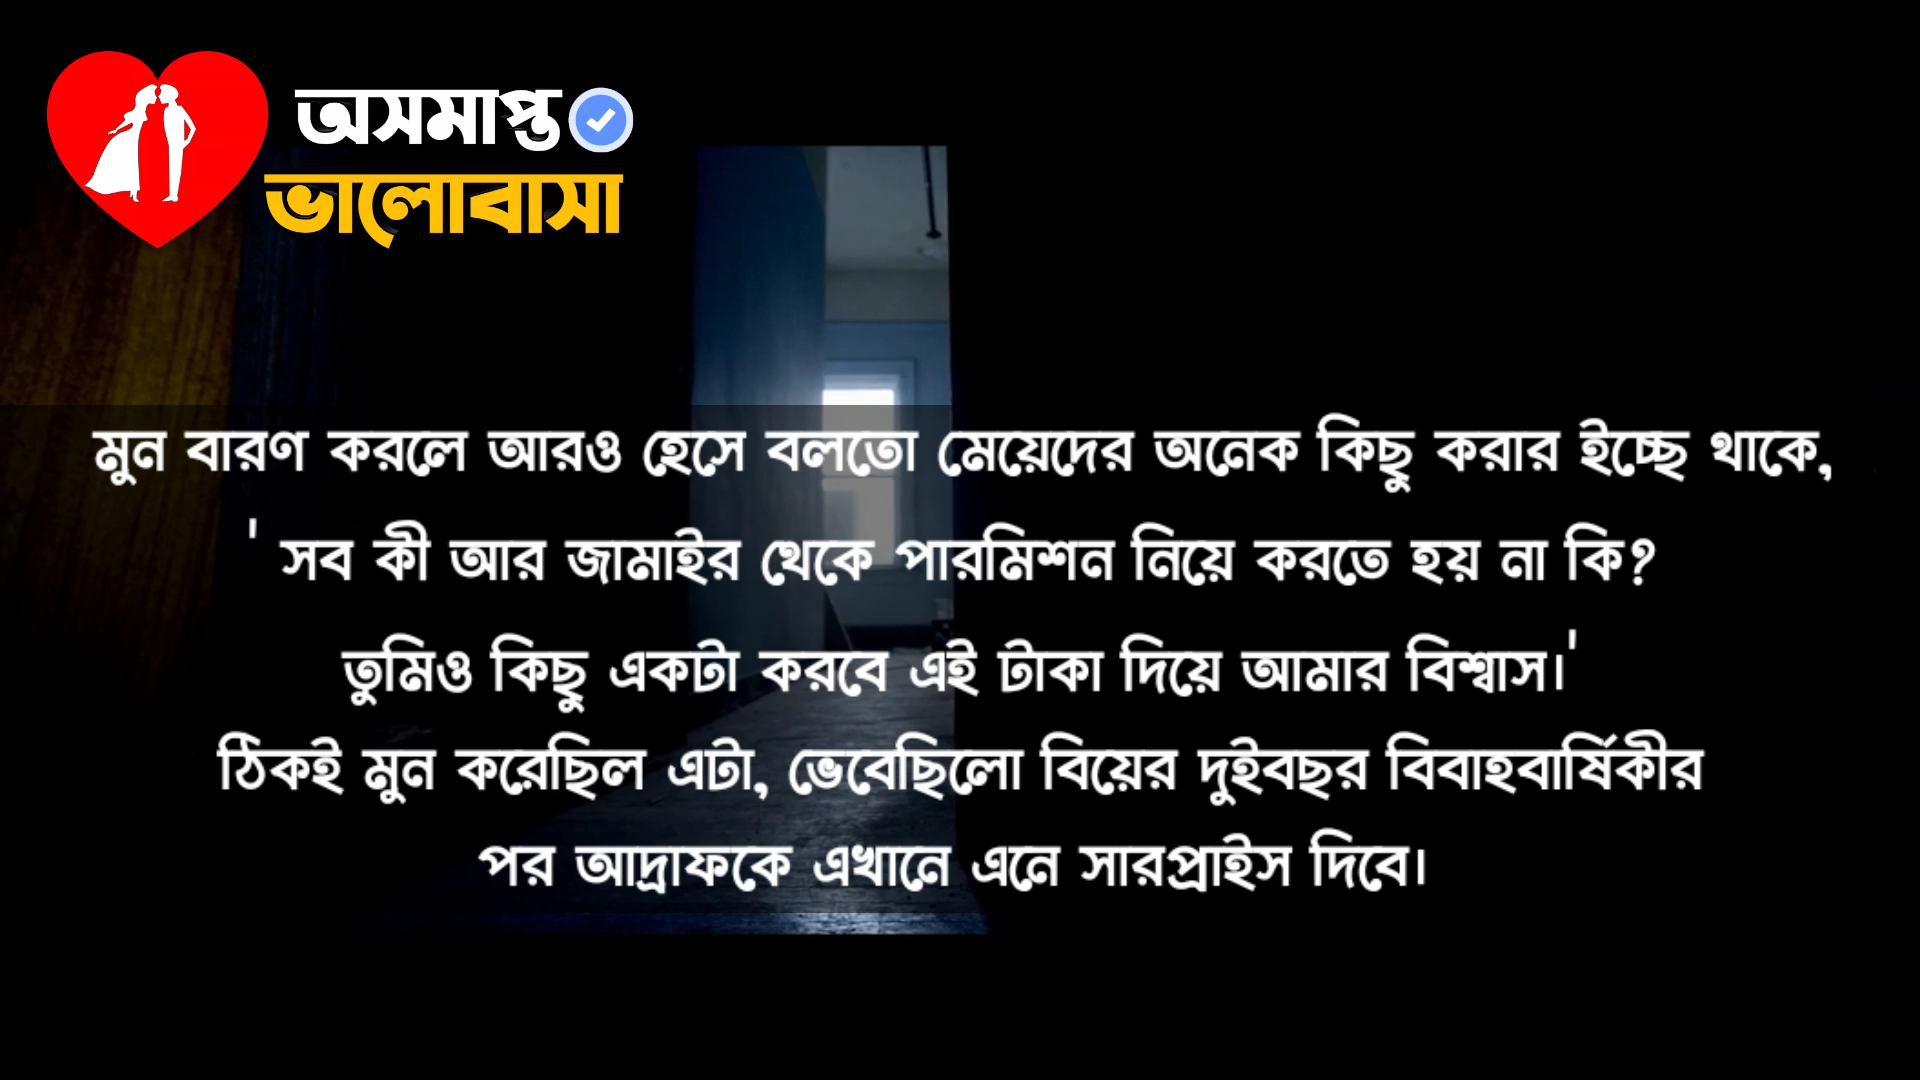 অসমাপ্ত
ভালোবাসা
মুন বারণ করলে আরও হেসে বলতো মেয়েদের অনেক কিছু করার ইচ্ছে থাকে,
' সব কী আর জামাইর থেকে পারমিশন নিয়ে করতে হয় না কি?
তুমিও কিছু একটা করবে এই টাকা দিয়ে আমার বিশ্বাস।'
ঠিকই মুন করেছিল এটা, ভেবেছিলো বিয়ের দুইবছর বিবাহবার্ষিকীর
পর আদ্রাফকে এখানে এনে সারপ্রাইস দিবে।